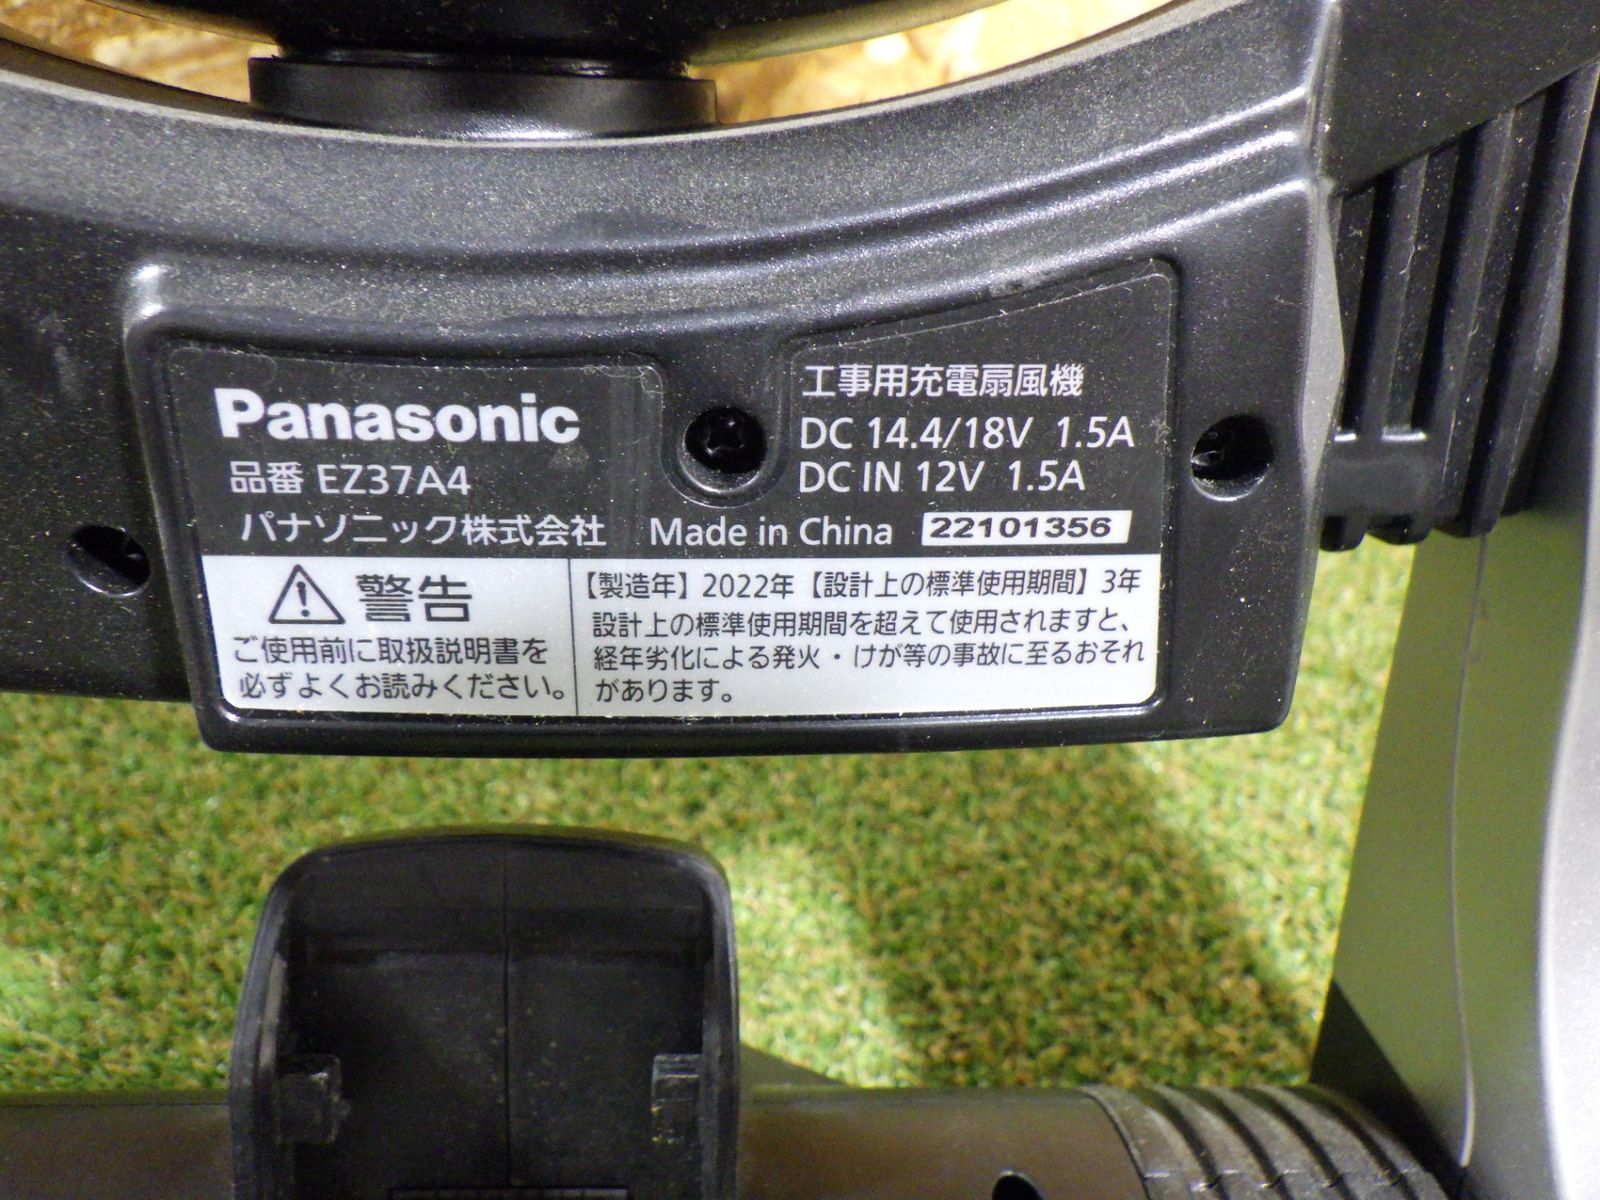 Panasonic
品番 EZ37A4
パナソニック株式会社
工事用充電扇風機
DC 14.4/18V 1.5A
DC IN 12V 1.5A
Made in China 22101356
警告
ご使用前に取扱説明書を
必ずよくお読みください。
【製造年】2022年【設計上の標準使用期間】3年
設計上の標準使用期間を超えて使用されますと、
経年劣化による発火・けが等の事故に至るおそれ
があります。